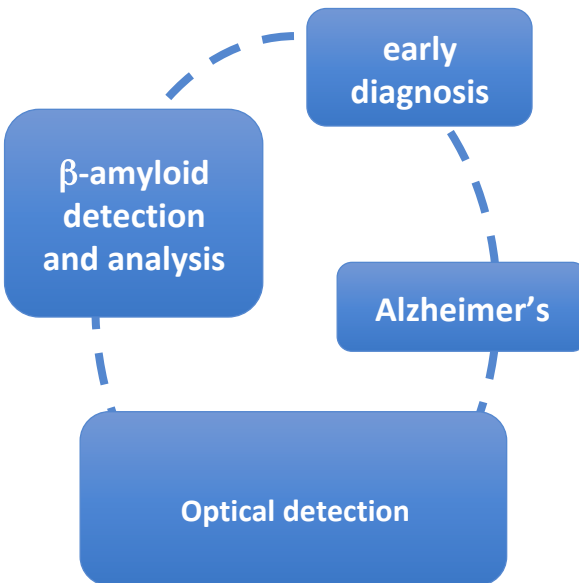 early
diagnosis
β-amyloid
detection
and analysis
Alzheimer’s
Optical detection